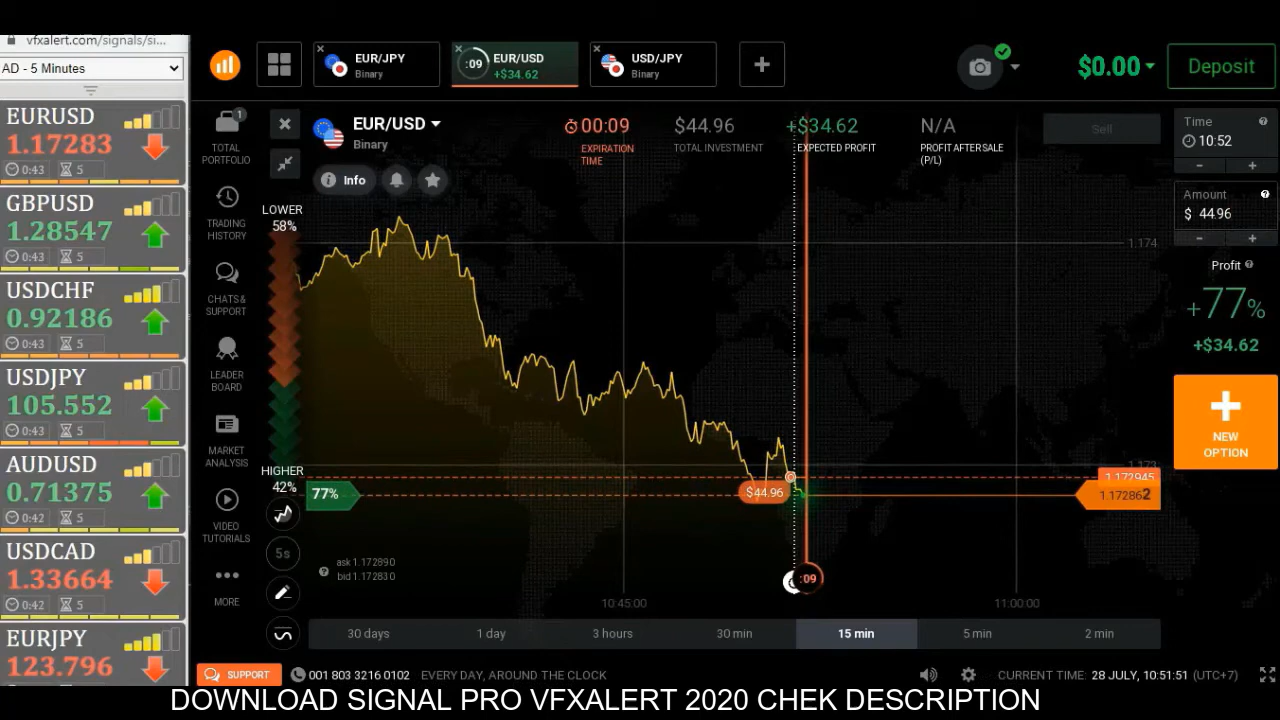 vfxalert.com/signals/si...
AD - 5 Minutes
EURUSD
1.17283
0:43 5
GBPUSD
1.28547
0:43 5
USDCHF
0.92186
0:43 5
USDJPY
105.552
0:43 5
AUDUSD
0.71375
0:42 5
USDCAD
1.33664
0:42 5
EURJPY
123.796
EUR/JPY
Binary
:09
EUR/USD
+$34.62
USD/JPY
Binary
$0.00
Deposit
1
TOTAL
PORTFOLIO
TRADING
HISTORY
CHATS &
SUPPORT
LEADER
BOARD
MARKET
ANALYSIS
VIDEO
TUTORIALS
MORE
EUR/USD
Binary
Info
00:09
EXPIRATION
TIME
$44.96
TOTAL INVESTMENT
+$34.62
EXPECTED PROFIT
N/A
PROFIT AFTER SALE
(P/L)
Sell
LOWER
58%
HIGHER
42%
77%
5s
ask 1.172890
bid 1.172830
$44.96
:09
1.174
1.173
1.172945
1.172862
10:45:00
11:00:00
30 days
1 day
3 hours
30 min
15 min
5 min
2 min
Time
10:52
Amount
$ 44.96
Profit
+77%
+$34.62
NEW
OPTION
SUPPORT
001 803 3216 0102
EVERY DAY, AROUND THE CLOCK
CURRENT TIME: 28 JULY, 10:51:51 (UTC+7)
DOWNLOAD SIGNAL PRO VFXALERT 2020 CHEK DESCRIPTION